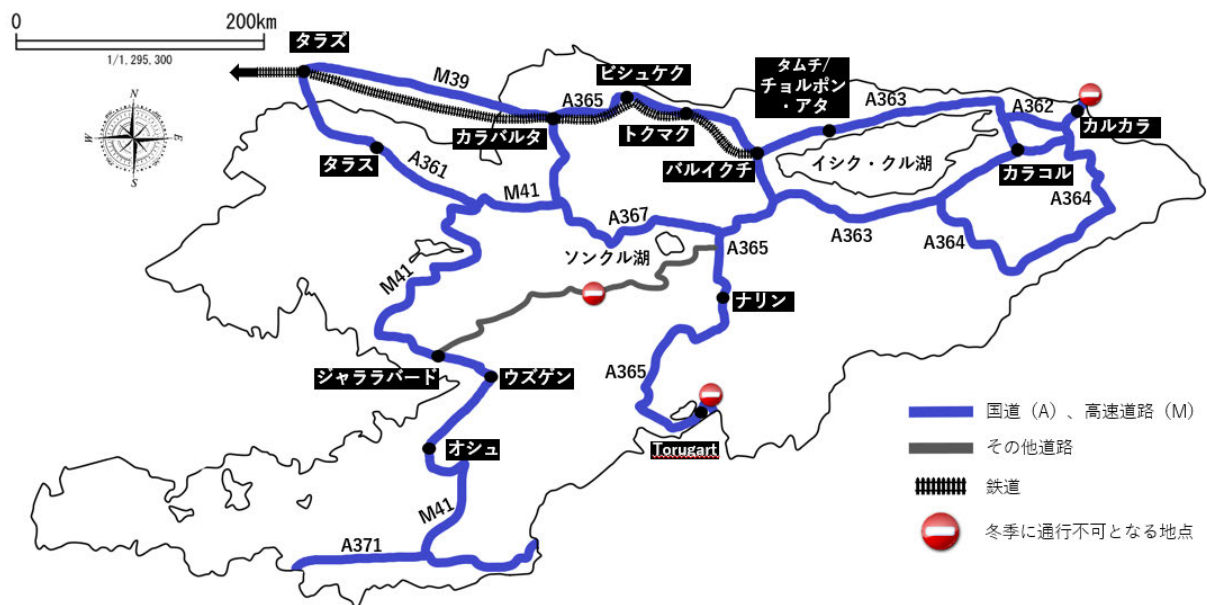 0 200km
1/1,295,300
N
W E
S
タラズ
M39
ビシュケク
A365
カラバルタ
トクマク
タムチ/
チョルポン
・アタ
A363
A362
カルカラ
バルイクチ
イシク・クル湖
カラコル
タラス
A361
M41
A367
A363
A364
A364
ソンクル湖
A365
M41
ナリン
ジャララバード
ウズゲン
A365
オシュ
Torugart
M41
A371
国道（A）、高速道路（M）
その他道路
鉄道
冬季に通行不可となる地点